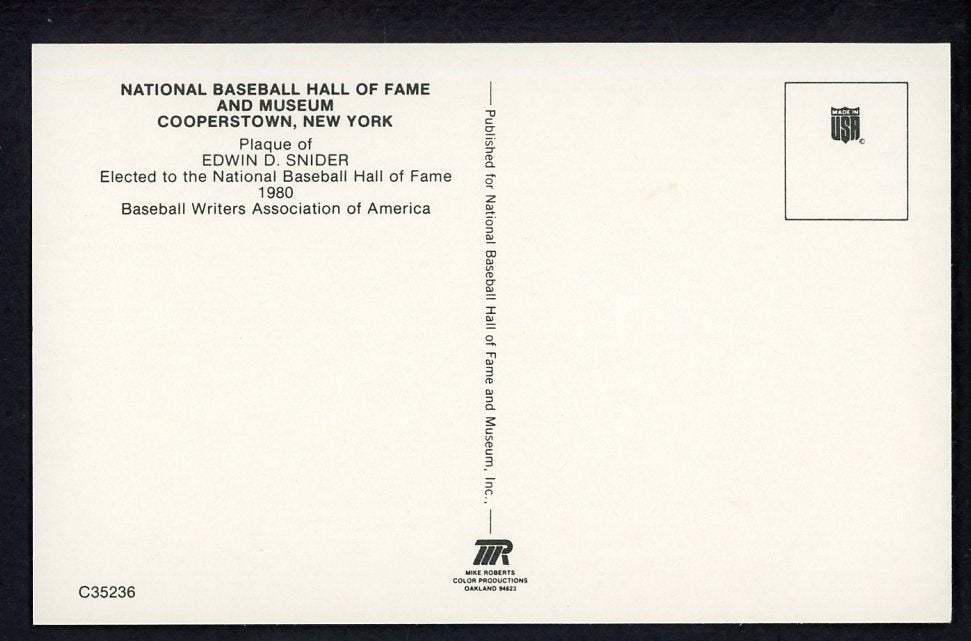 NATIONAL BASEBALL HALL OF FAME
AND MUSEUM
COOPERSTOWN, NEW YORK
Plaque of
EDWIN D. SNIDER
Elected to the National Baseball Hall of Fame
1980
Baseball Writers Association of America
Published for National Baseball Hall of Fame and Museum, Inc.,
MADE IN
USA
©
MR
MIKE ROBERTS
COLOR PRODUCTIONS
OAKLAND 94623
C35236